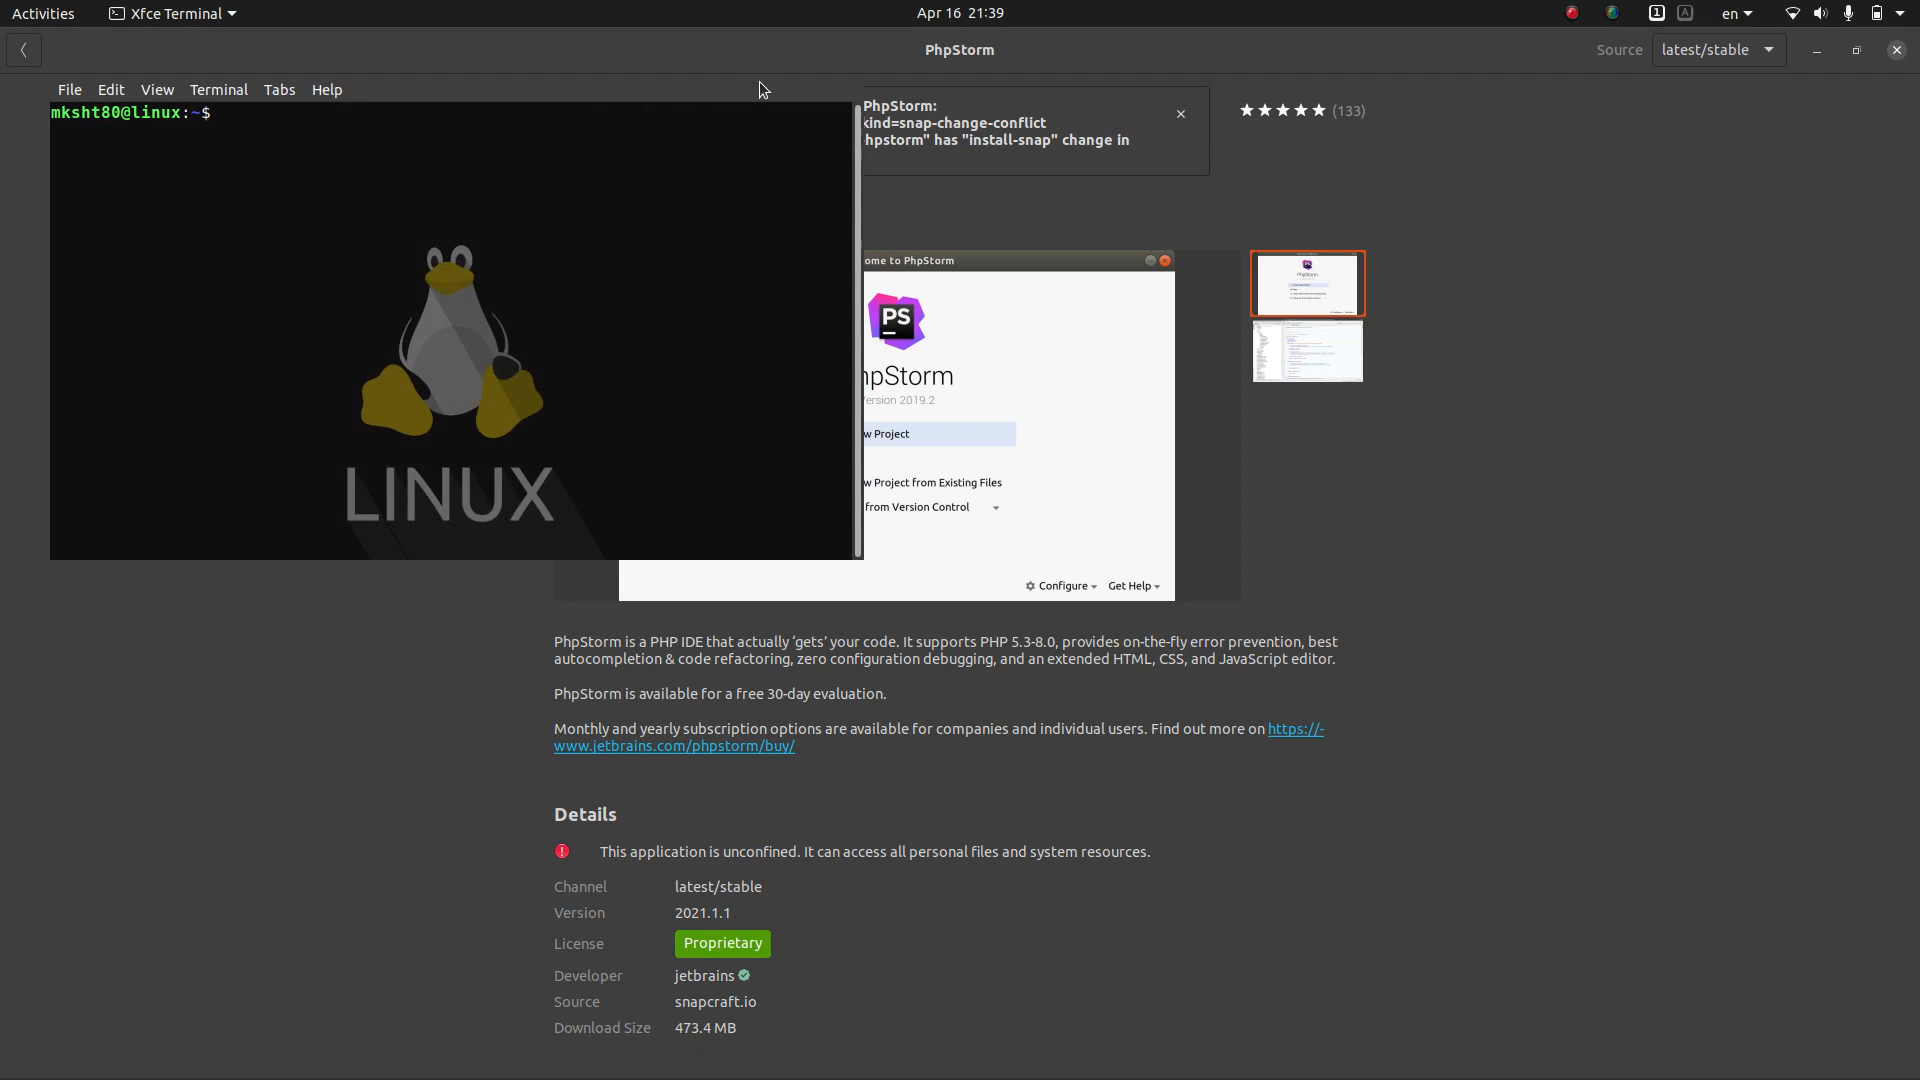 Activities
Xfce Terminal
Apr 16 21:39
1
A
en
PhpStorm
Source
latest/stable
File Edit View Terminal Tabs Help
mksht80@linux:~$
LINUX
PhpStorm:
kind=snap-change-conflict
hpstorm" has "install-snap" change in
(133)
ome to PhpStorm
PS
hpStorm
ersion 2019.2
w Project
w Project from Existing Files
from Version Control
Configure
Get Help
PhpStorm
PhpStorm is a PHP IDE that actually ‘gets’ your code. It supports PHP 5.3-8.0, provides on-the-fly error prevention, best
autocompletion & code refactoring, zero configuration debugging, and an extended HTML, CSS, and JavaScript editor.
PhpStorm is available for a free 30-day evaluation.
Monthly and yearly subscription options are available for companies and individual users. Find out more on https://-
www.jetbrains.com/phpstorm/buy/
Details
This application is unconfined. It can access all personal files and system resources.
Channel latest/stable
Version 2021.1.1
License Proprietary
Developer jetbrains
Source snapcraft.io
Download Size 473.4 MB